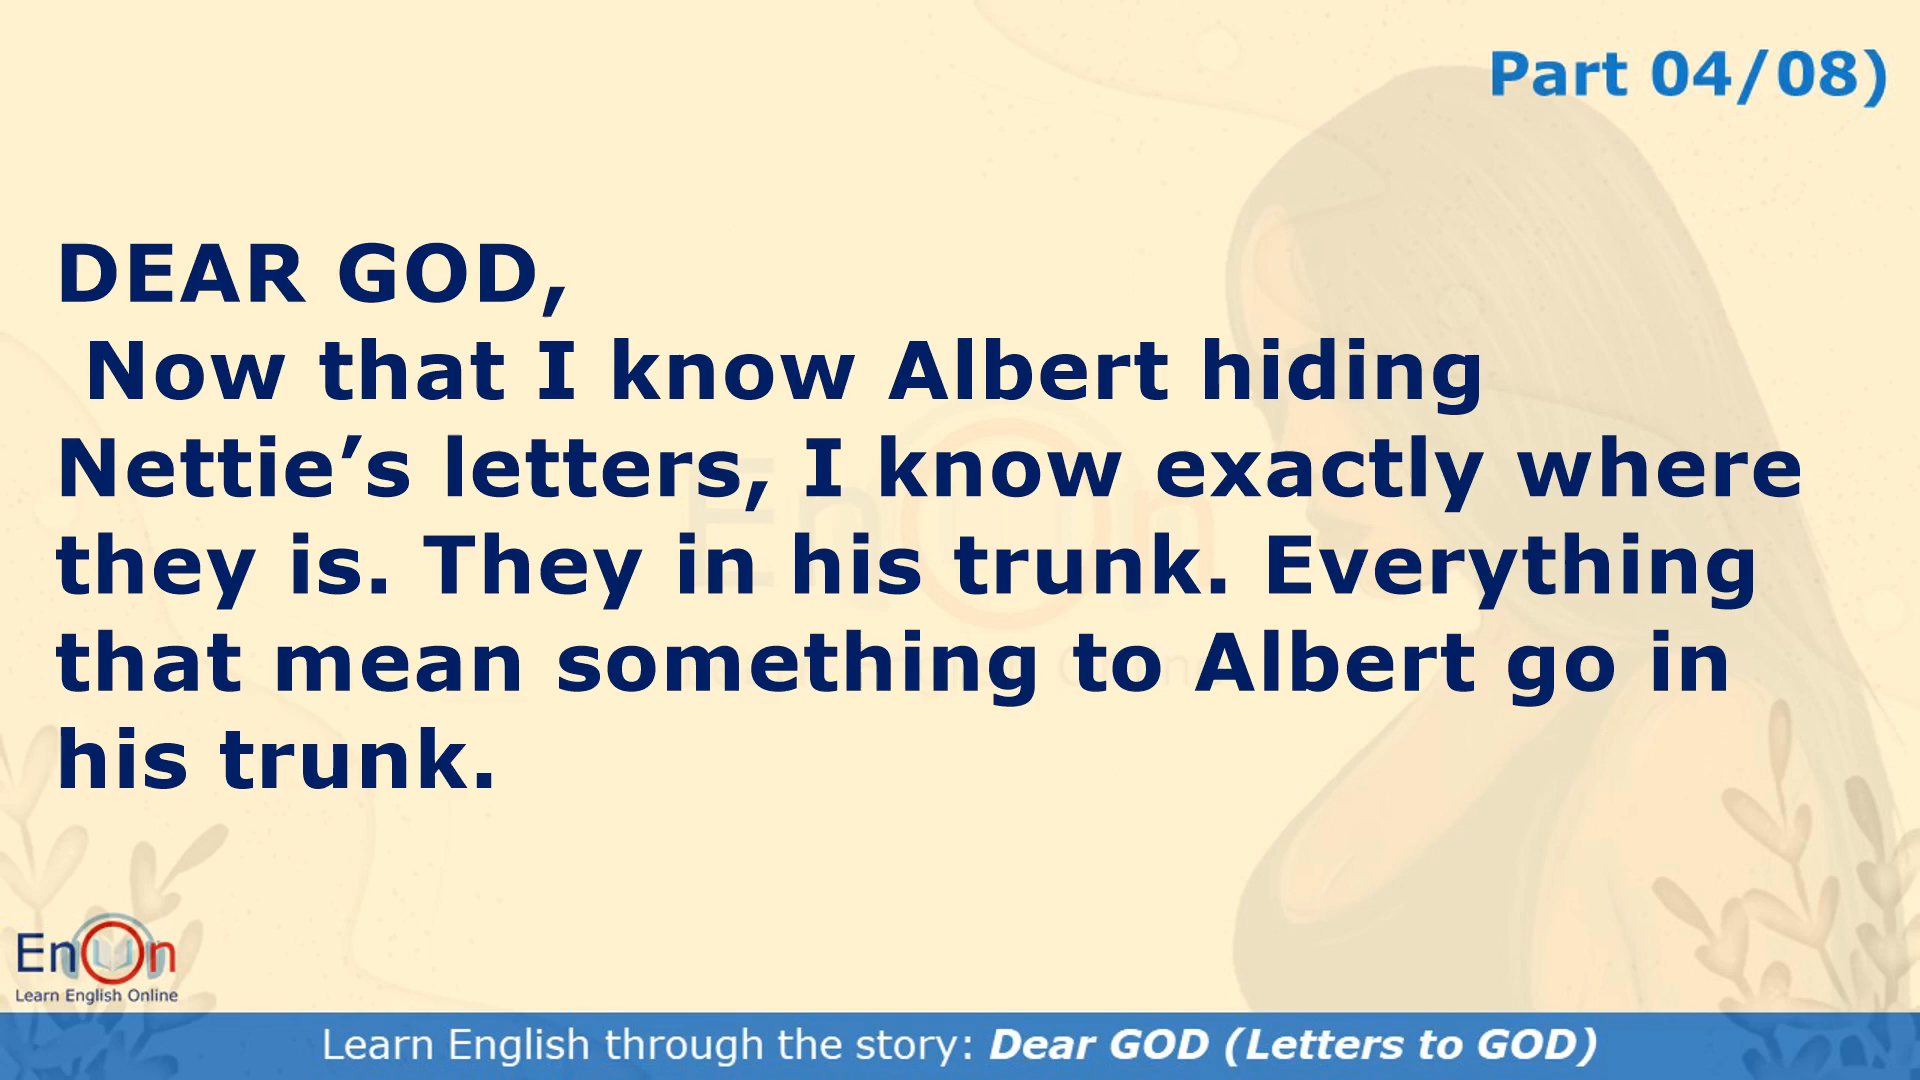 Part 04/08)
DEAR GOD,
Now that I know Albert hiding
Nettie’s letters, I know exactly where
they is. They in his trunk. Everything
that mean something to Albert go in
his trunk.
EnOn
Learn English Online
Learn English through the story: Dear GOD (Letters to GOD)